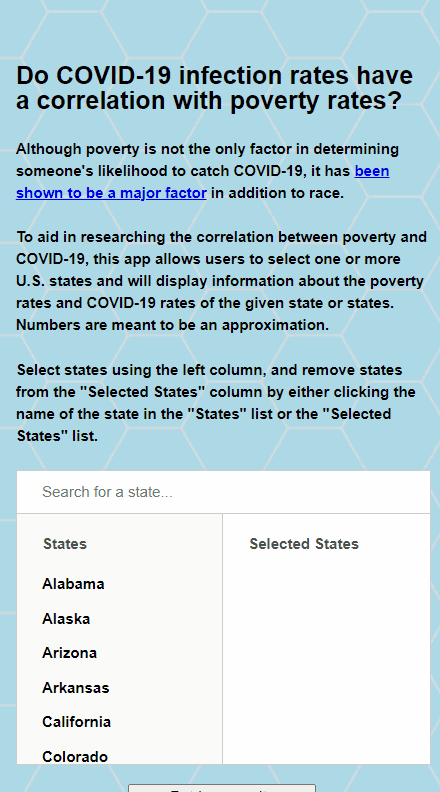 Do COVID-19 infection rates have
a correlation with poverty rates?
Although poverty is not the only factor in determining
someone's likelihood to catch COVID-19, it has been
shown to be a major factor in addition to race.
To aid in researching the correlation between poverty and
COVID-19, this app allows users to select one or more
U.S. states and will display information about the poverty
rates and COVID-19 rates of the given state or states.
Numbers are meant to be an approximation.
Select states using the left column, and remove states
from the "Selected States" column by either clicking the
name of the state in the "States" list or the "Selected
States" list.
Search for a state...
States
Selected States
Alabama
Alaska
Arizona
Arkansas
California
Colorado